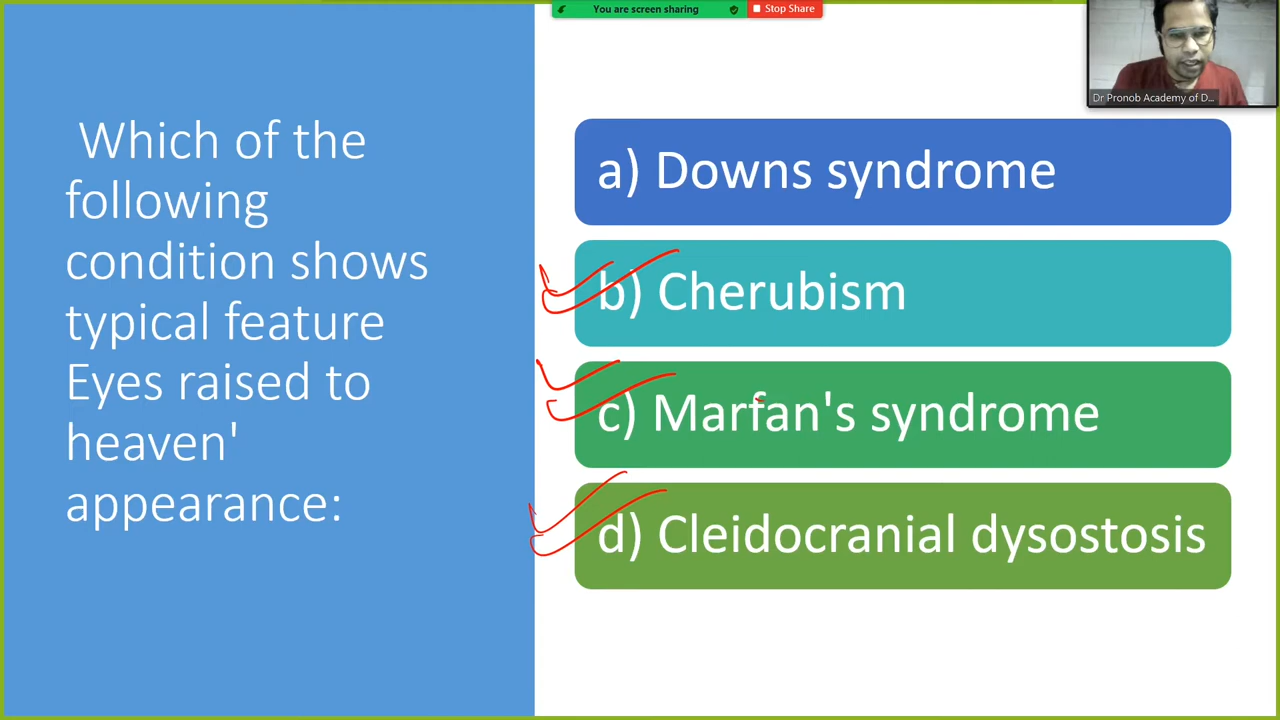 You are screen sharing
Stop Share
Dr Pronob Academy of D...
Which of the
following
condition shows
typical feature
Eyes raised to
heaven'
appearance:
a) Downs syndrome
b) Cherubism
c) Marfan's syndrome
d) Cleidocranial dysostosis